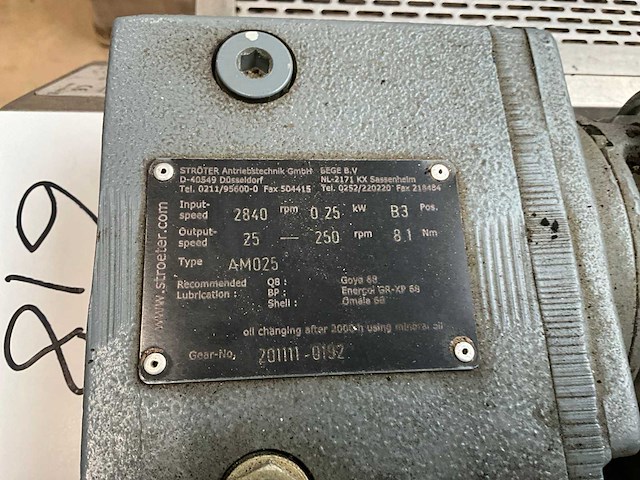 STRÖTER Antriebstechnik GmbH SEGE B.V
D-40549 Düsseldorf NL-2171 KX Sassenheim
Tel. 0211/95600-0 Fax 504415 Tel. 0252/220220 Fax 218484
Input-speed 2840 rpm 0.25 kW B3 Pos.
Output-speed 25 — 250 rpm 8.1 Nm
Type AM025
Recommended Lubrication : Q8 : Goya 68
BP : Energol GR-XP 68
Shell : Omala 68
oil changing after 2000 h using mineral oil
Gear-No. 201111-0192
www.stroeter.com
819